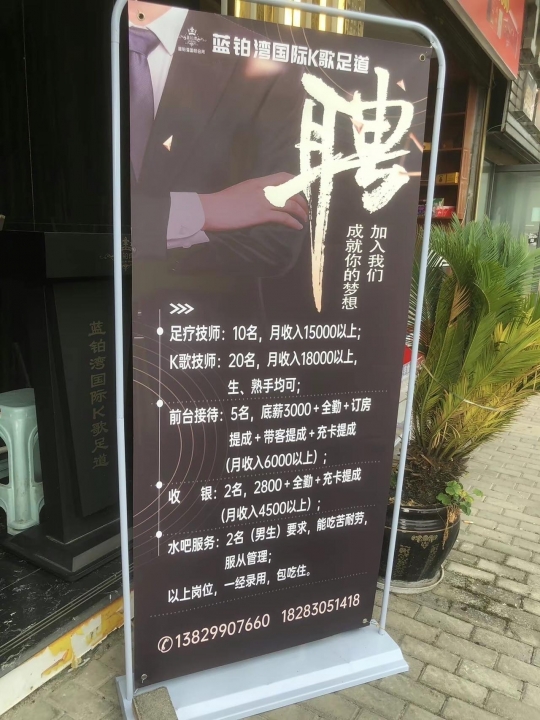 蓝铂湾国际K歌足道
聘
加入我们
成就你的梦想
足疗技师：10名，月收入15000以上；
K歌技师：20名，月收入18000以上，
生、熟手均可；
前台接待：5名，底薪3000＋全勤＋订房
提成＋带客提成＋充卡提成
（月收入6000以上）；
收 银：2名，2800＋全勤＋充卡提成
（月收入4500以上）；
水吧服务：2名（男生）要求，能吃苦耐劳，
服从管理；
以上岗位，一经录用，包吃住。
13829907660 18283051418
蓝铂湾国际K歌足道